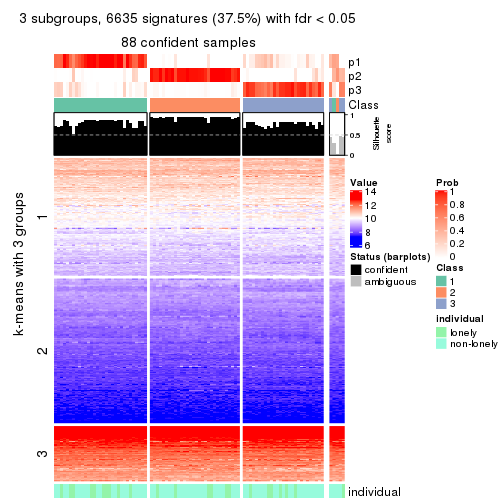 3 subgroups, 6635 signatures (37.5%) with fdr < 0.05
88 confident samples
p1
p2
p3
Class
1
0.5
0
Silhouette
score
k-means with 3 groups
1
2
3
individual
Value
14
12
10
8
6
Status (barplots)
confident
ambiguous
Prob
1
0.8
0.6
0.4
0.2
0
Class
1
2
3
individual
lonely
non-lonely